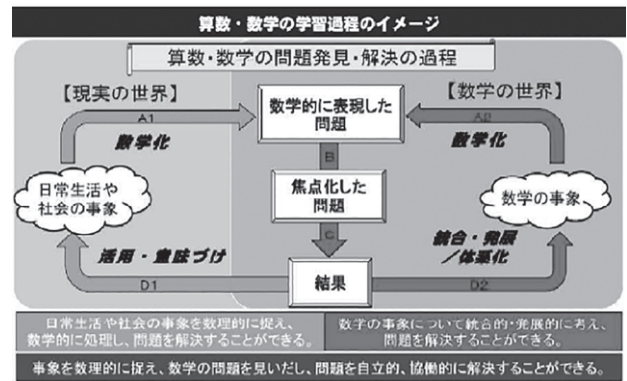 算数・数学の学習過程のイメージ
算数・数学の問題発見・解決の過程
【現実の世界】
【数学の世界】
A1
数学化
数学的に表現した
問題
A2
数学化
B
日常生活や
社会の事象
焦点化した
問題
数学の事象
C
活用・意味づけ
統合・発展
/体系化
D1
結果
D2
日常生活や社会の事象を数理的に捉え、
数学的に処理し、問題を解決することができる。
数学の事象について統合的・発展的に考え、
問題を解決することができる。
事象を数理的に捉え、数学の問題を見いだし、問題を自立的、協働的に解決することができる。